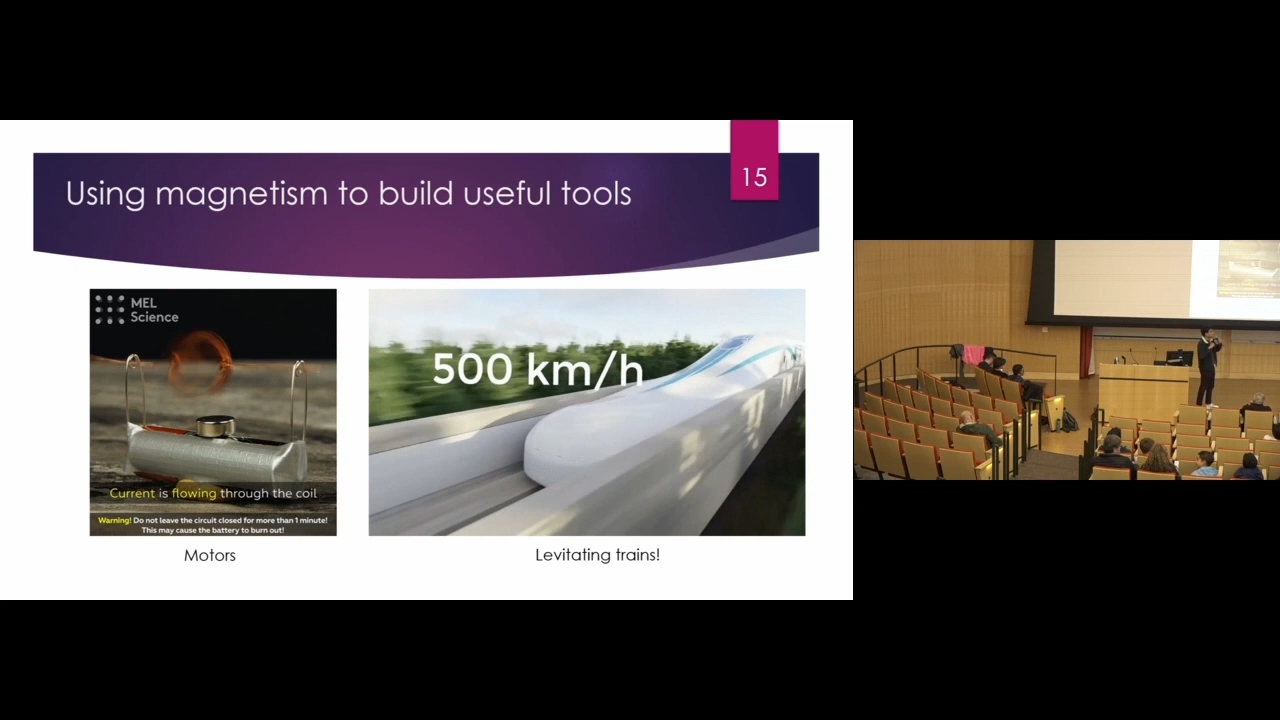 Using magnetism to build useful tools
15
MEL
Science
500 km/h
Current is flowing through the coil
Warning! Do not leave the circuit closed for more than 1 minute!
This may cause the battery to burn out!
Motors
Levitating trains!